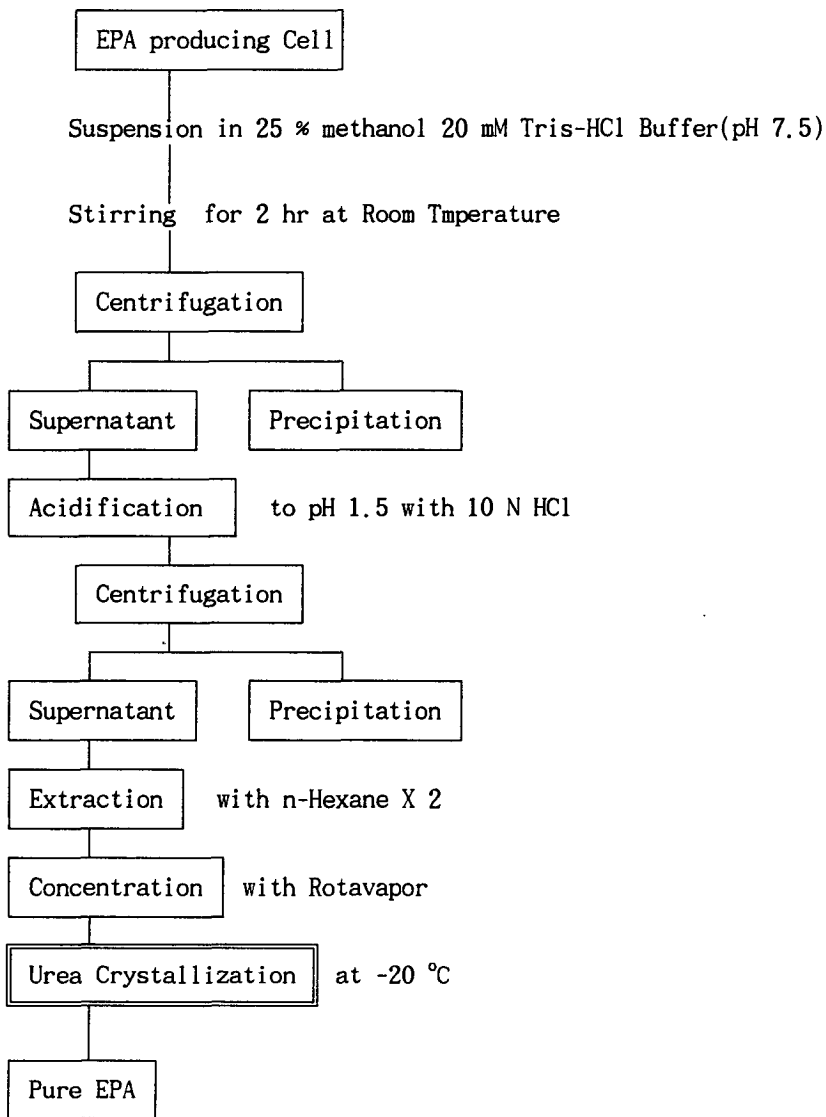 EPA producing Cell
Suspension in 25 % methanol 20 mM Tris-HCl Buffer(pH 7.5)
Stirring for 2 hr at Room Tmperature
Centrifugation
Supernatant Precipitation
Acidification to pH 1.5 with 10 N HCl
Centrifugation
Supernatant Precipitation
Extraction with n-Hexane X 2
Concentration with Rotavapor
Urea Crystallization at -20 °C
Pure EPA